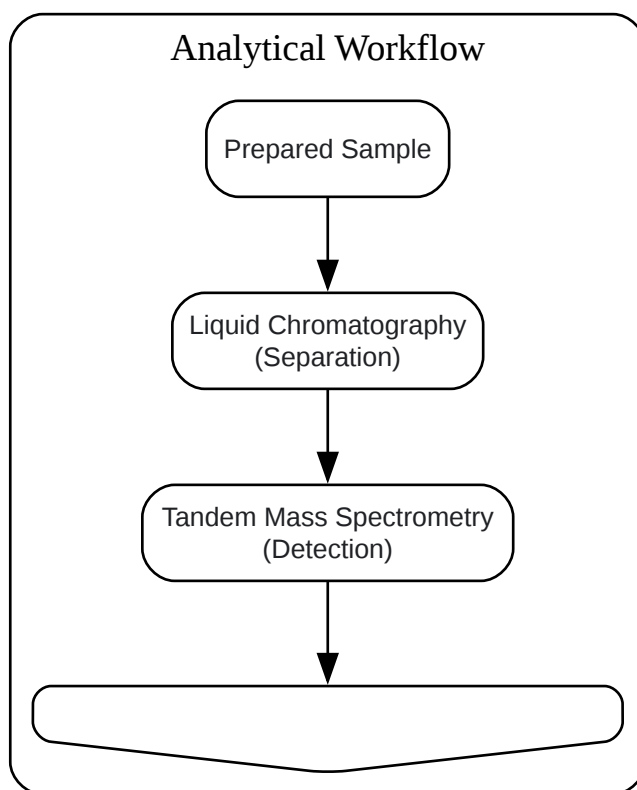 Analytical Workflow
Prepared Sample
Liquid Chromatography
(Separation)
Tandem Mass Spectrometry
(Detection)